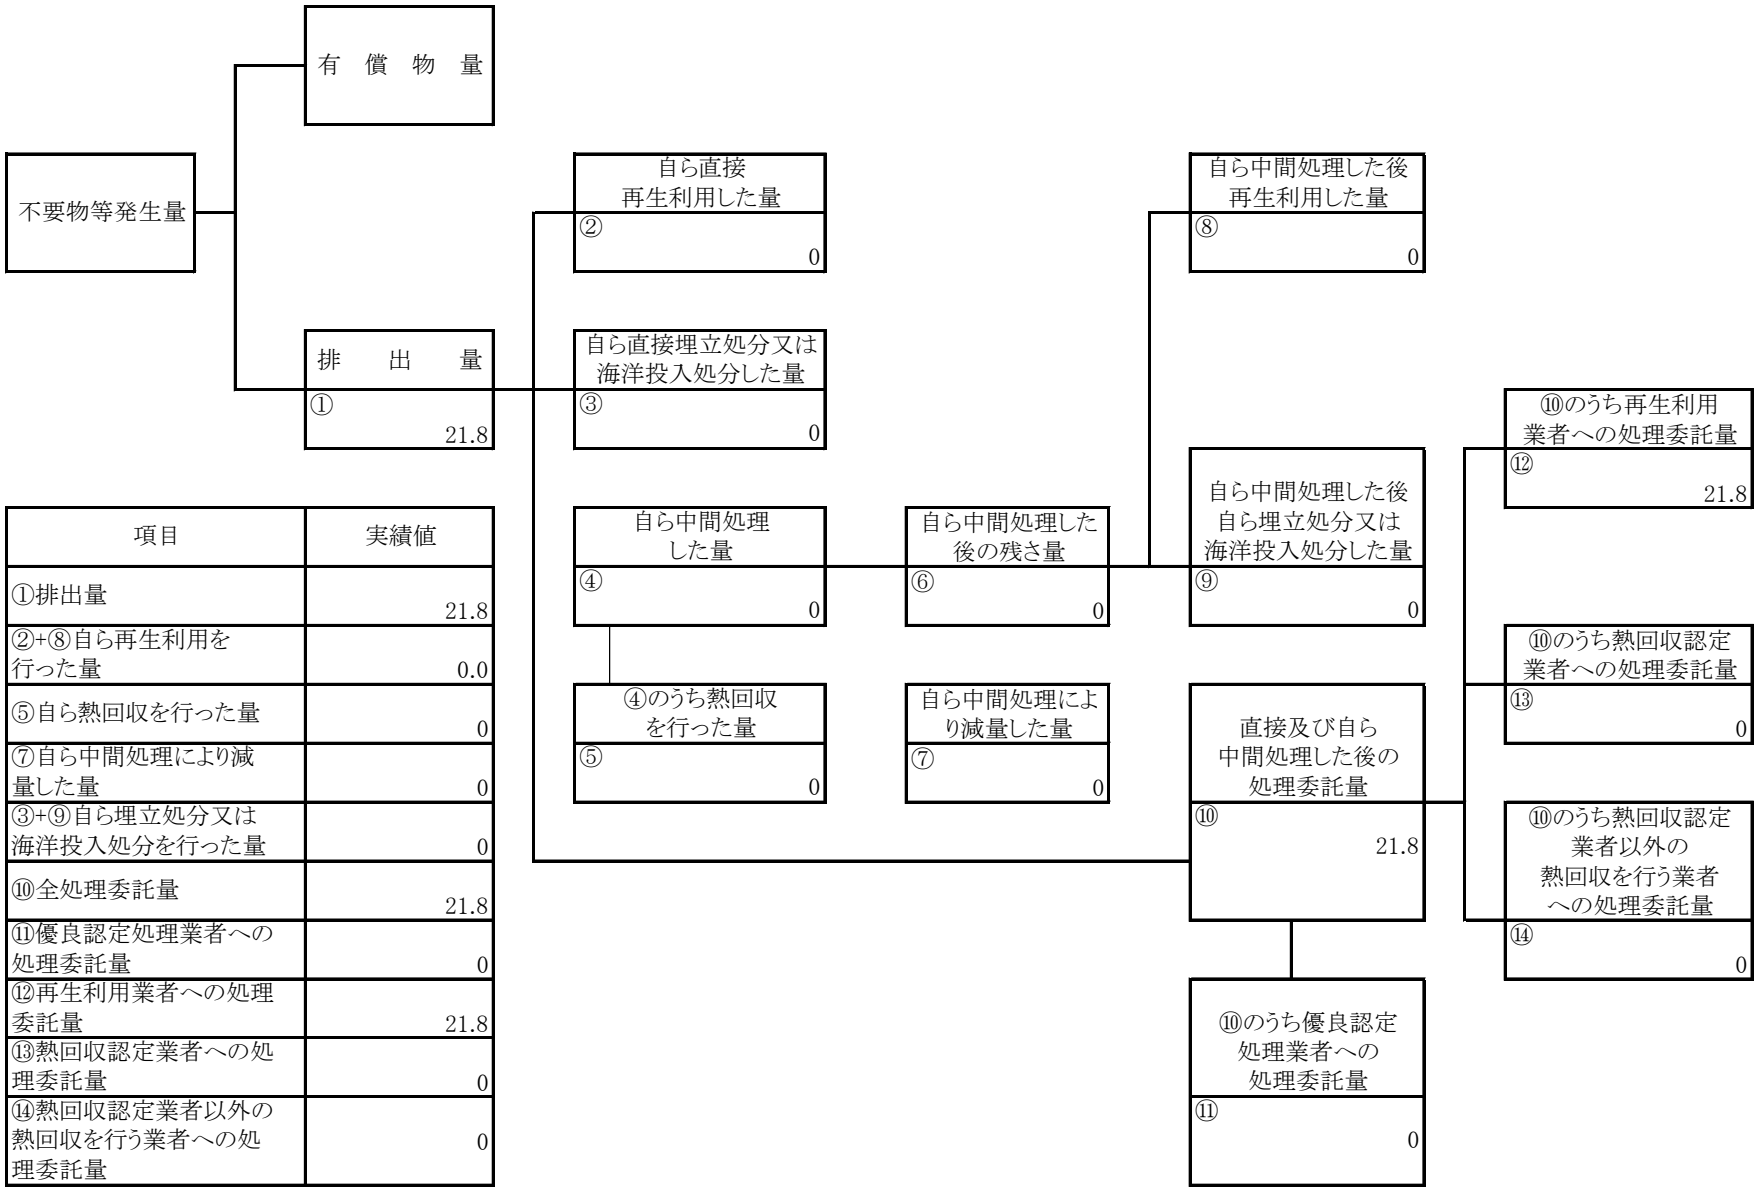 有 償 物 量
不要物等発生量
排 出 量
①
21.8
自ら直接
再生利用した量
②
0
自ら直接埋立処分又は
海洋投入処分した量
③
0
自ら中間処理
した量
④
0
④のうち熱回収
を行った量
⑤
0
自ら中間処理した
後の残さ量
⑥
0
自ら中間処理によ
り減量した量
⑦
0
自ら中間処理した後
再生利用した量
⑧
0
自ら中間処理した後
自ら埋立処分又は
海洋投入処分した量
⑨
0
直接及び自ら
中間処理した後の
処理委託量
⑩
21.8
⑩のうち優良認定
処理業者への
処理委託量
⑪
0
⑩のうち再生利用
業者への処理委託量
⑫
21.8
⑩のうち熱回収認定
業者への処理委託量
⑬
0
⑩のうち熱回収認定
業者以外の
熱回収を行う業者
への処理委託量
⑭
0
項目 実績値
①排出量
21.8
②+⑧自ら再生利用を
行った量 0.0
⑤自ら熱回収を行った量
0
⑦自ら中間処理により減
量した量 0
③+⑨自ら埋立処分又は
海洋投入処分を行った量 0
⑩全処理委託量
21.8
⑪優良認定処理業者への
処理委託量 0
⑫再生利用業者への処理
委託量 21.8
⑬熱回収認定業者への処
理委託量 0
⑭熱回収認定業者以外の
熱回収を行う業者への処 0
理委託量